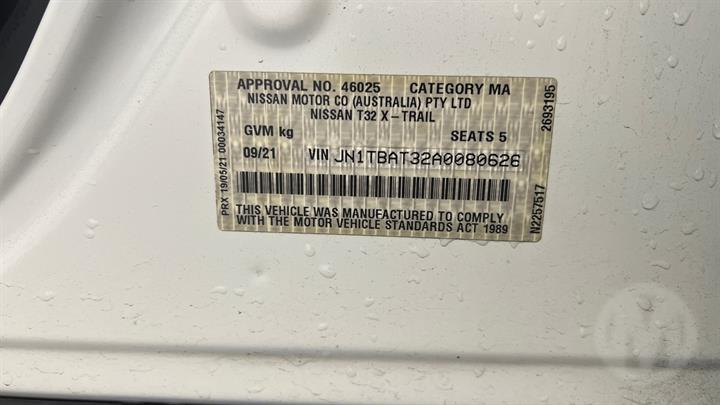 APPROVAL NO. 46025 CATEGORY MA
NISSAN MOTOR CO (AUSTRALIA) PTY LTD
NISSAN T32 X-TRAIL
GVM kg SEATS 5
09/21 VIN JN1TBAT32A0080626
THIS VEHICLE WAS MANUFACTURED TO COMPLY
WITH THE MOTOR VEHICLE STANDARDS ACT 1989
PRX 19/05/21 00034147
2693195
N2257517